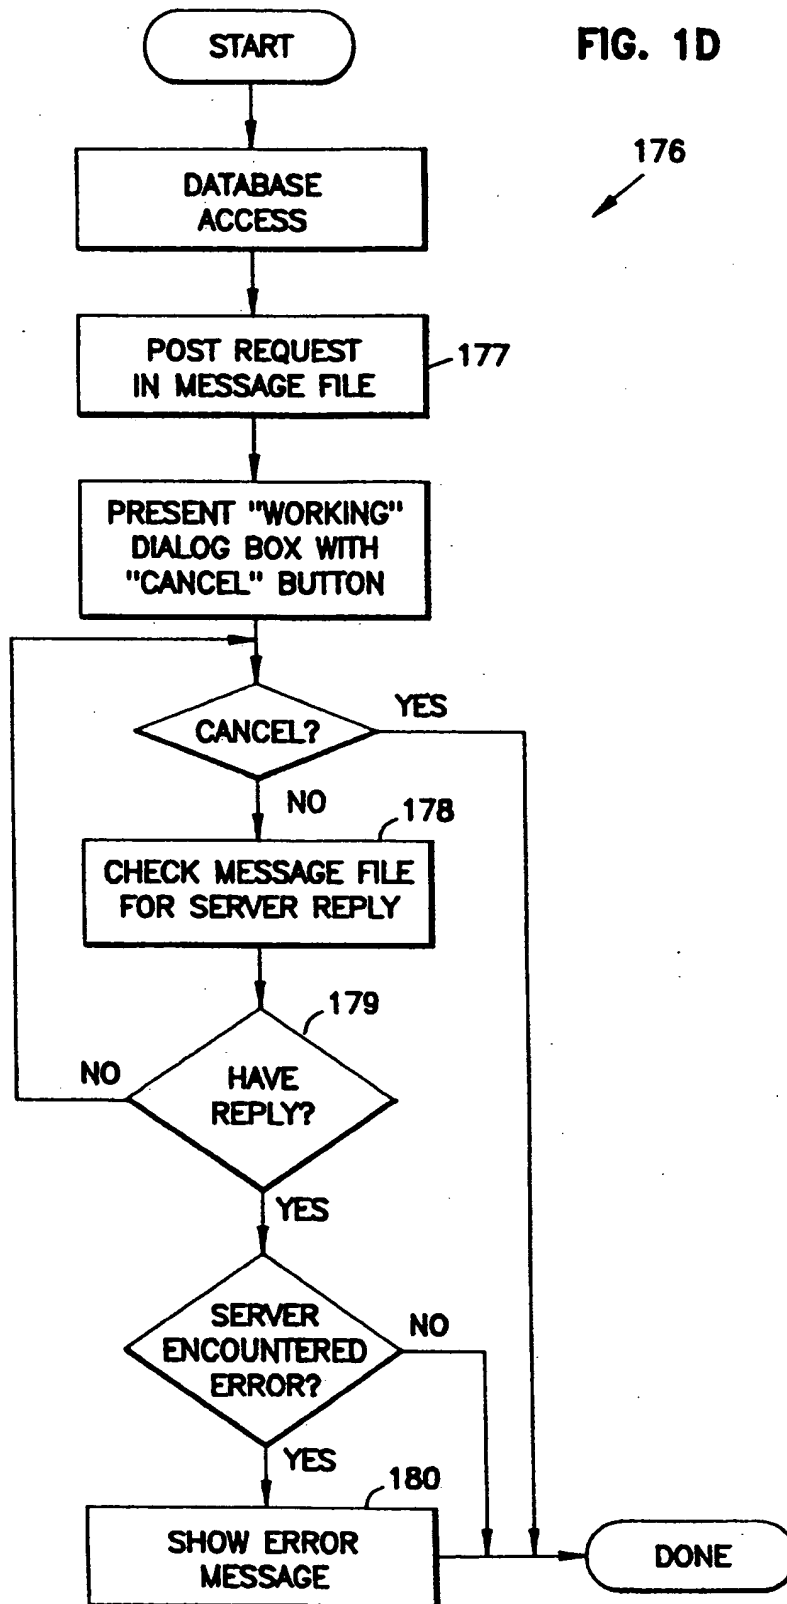 START
FIG. 1D
176
DATABASE
ACCESS
POST REQUEST
IN MESSAGE FILE
177
PRESENT "WORKING"
DIALOG BOX WITH
"CANCEL" BUTTON
CANCEL?
YES
NO
178
CHECK MESSAGE FILE
FOR SERVER REPLY
179
NO
HAVE
REPLY?
YES
SERVER
ENCOUNTERED
ERROR?
NO
YES
180
SHOW ERROR
MESSAGE
DONE